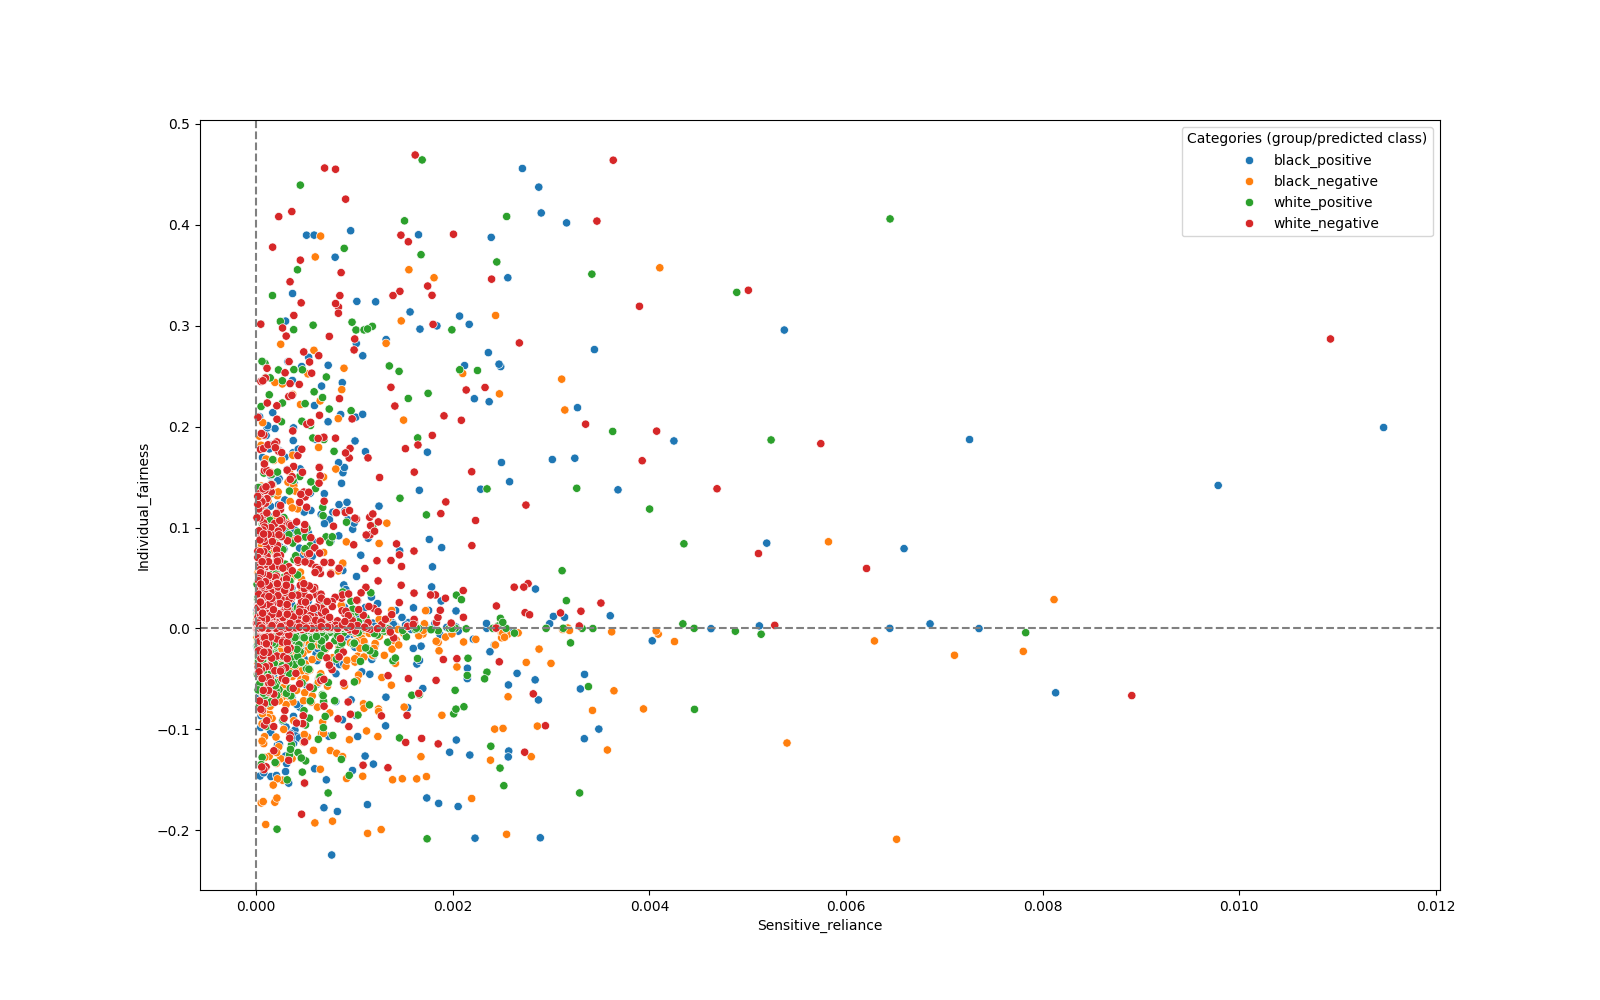 Categories (group/predicted class)
black_positive
black_negative
white_positive
white_negative
0.5
0.4
0.3
0.2
0.1
0.0
−0.1
−0.2
Individual_fairness
0.000 0.002 0.004 0.006 0.008 0.010 0.012
Sensitive_reliance